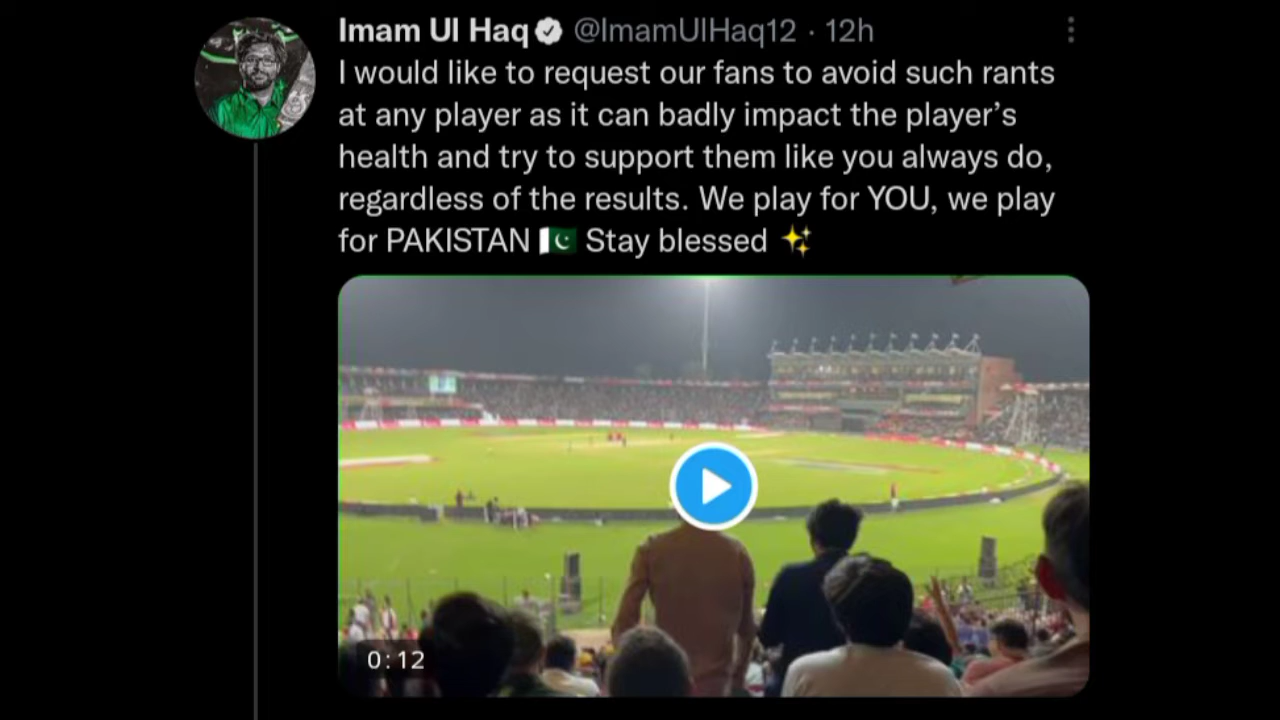 Imam Ul Haq @ImamUlHaq12 · 12h
I would like to request our fans to avoid such rants
at any player as it can badly impact the player’s
health and try to support them like you always do,
regardless of the results. We play for YOU, we play
for PAKISTAN 🇵🇰 Stay blessed ✨
0:12